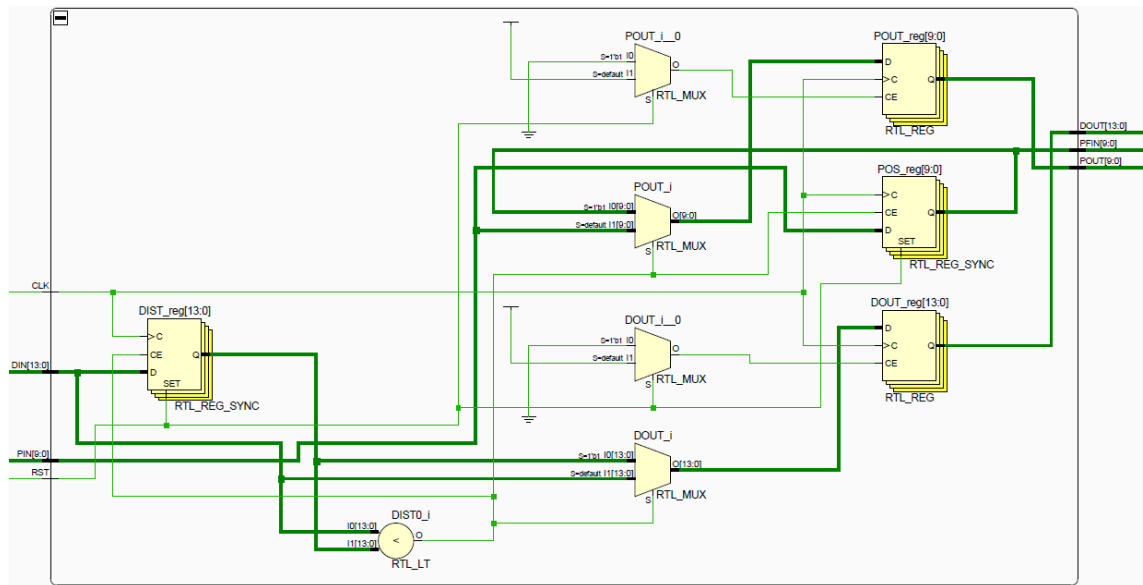 POUT_i__0
S=1'b1 I0
S=default I1
O
S
RTL_MUX
POUT_reg[9:0]
D
C
CE
Q
RTL_REG
DOUT[13:0]
PFIN[9:0]
POUT[9:0]
POUT_i
S=1'b1 I0[9:0]
S=default I1[9:0]
O[9:0]
S
RTL_MUX
POS_reg[9:0]
C
CE
D
Q
SET
RTL_REG_SYNC
CLK
DIST_reg[13:0]
C
CE
D
Q
SET
RTL_REG_SYNC
DIN[13:0]
DOUT_i__0
S=1'b1 I0
S=default I1
O
S
RTL_MUX
DOUT_reg[13:0]
D
C
CE
Q
RTL_REG
PIN[9:0]
RST
DOUT_i
S=1'b1 I0[13:0]
S=default I1[13:0]
O[13:0]
S
RTL_MUX
DIST0_i
I0[13:0]
I1[13:0]
<
O
RTL_LT